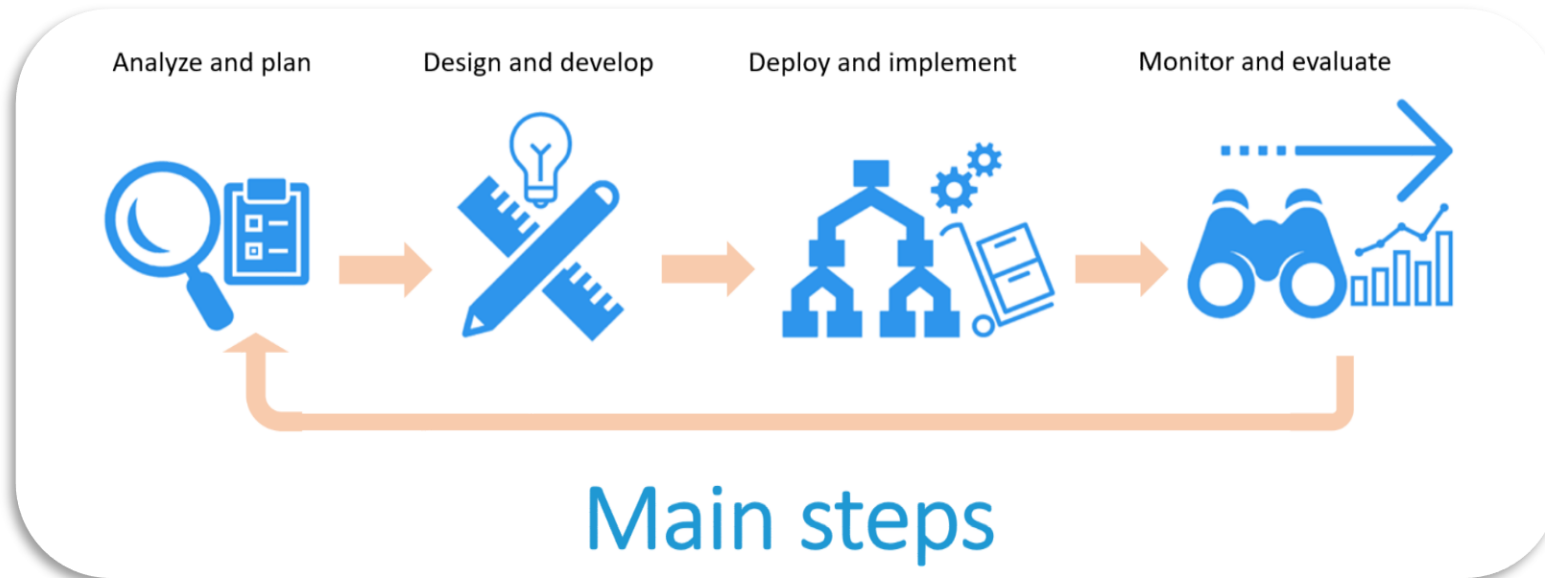 Analyze and plan
Design and develop
Deploy and implement
Monitor and evaluate
Main steps